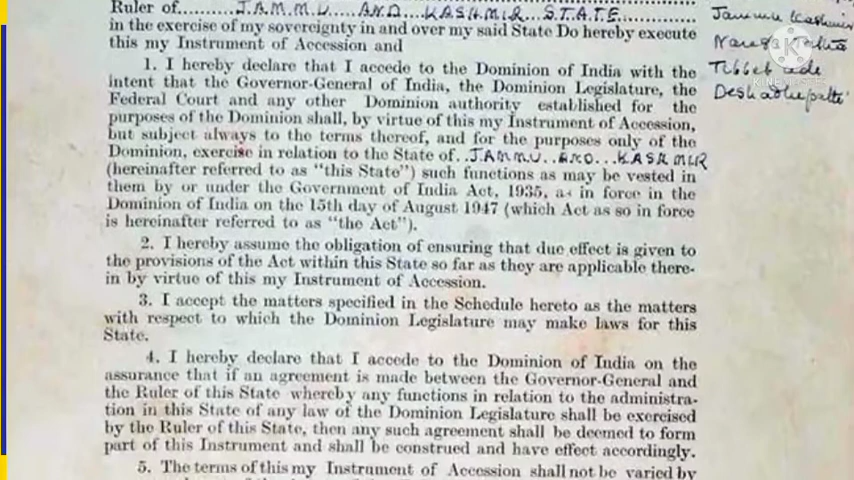 Ruler of.......JAMMU....AND...KASHMIR...STATE..........
in the exercise of my sovereignty in and over my said State Do hereby execute
this my Instrument of Accession and
1. I hereby declare that I accede to the Dominion of India with the
intent that the Governor-General of India, the Dominion Legislature, the
Federal Court and any other Dominion authority established for the
purposes of the Dominion shall, by virtue of this my Instrument of Accession,
but subject always to the terms thereof, and for the purposes only of the
Dominion, exercise in relation to the State of..JAMMU...AND...KASHMIR
(hereinafter referred to as "this State") such functions as may be vested in
them by or under the Government of India Act, 1935, as in force in the
Dominion of India on the 15th day of August 1947 (which Act as so in force
is hereinafter referred to as "the Act").
2. I hereby assume the obligation of ensuring that due effect is given to
the provisions of the Act within this State so far as they are applicable there-
in by virtue of this my Instrument of Accession.
3. I accept the matters specified in the Schedule hereto as the matters
with respect to which the Dominion Legislature may make laws for this
State.
4. I hereby declare that I accede to the Dominion of India on the
assurance that if an agreement is made between the Governor-General and
the Ruler of this State whereby any functions in relation to the administra-
tion in this State of any law of the Dominion Legislature shall be exercised
by the Ruler of this State, then any such agreement shall be deemed to form
part of this Instrument and shall be construed and have effect accordingly.
5. The terms of this my Instrument of Accession shall not be varied by
Jammu Kashmir
Naresh
Tibbet
Deshadhipathi